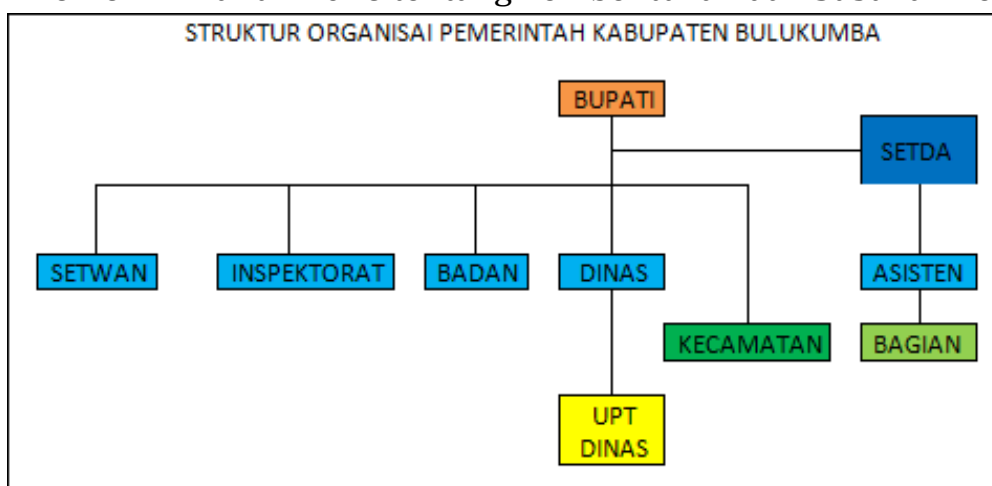 STRUKTUR ORGANISAI PEMERINTAH KABUPATEN BULUKUMBA
BUPATI
SETDA
SETWAN
INSPEKTORAT
BADAN
DINAS
ASISTEN
KECAMATAN
BAGIAN
UPT
DINAS